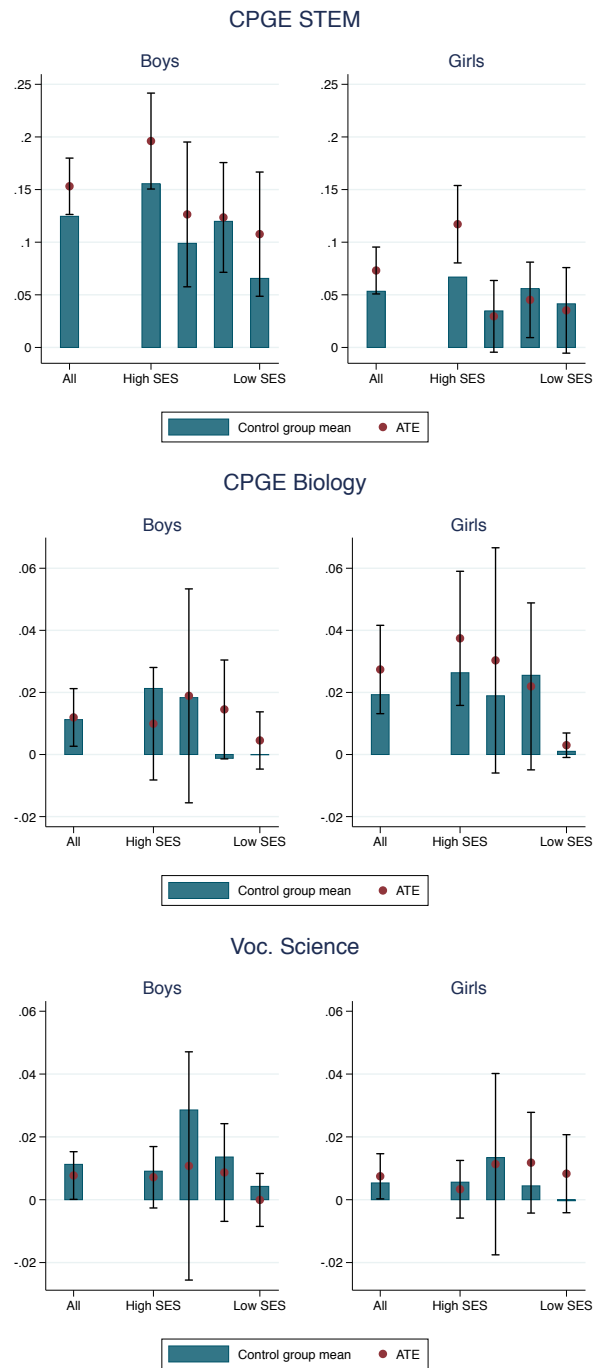 CPGE STEM
Boys
Girls
.25
.2
.15
.1
.05
0
All
High SES
Low SES
.25
.2
.15
.1
.05
0
All
High SES
Low SES
Control group mean
ATE
CPGE Biology
Boys
Girls
.06
.04
.02
0
-.02
All
High SES
Low SES
.06
.04
.02
0
-.02
All
High SES
Low SES
Control group mean
ATE
Voc. Science
Boys
Girls
.06
.04
.02
0
-.02
All
High SES
Low SES
.06
.04
.02
0
-.02
All
High SES
Low SES
Control group mean
ATE